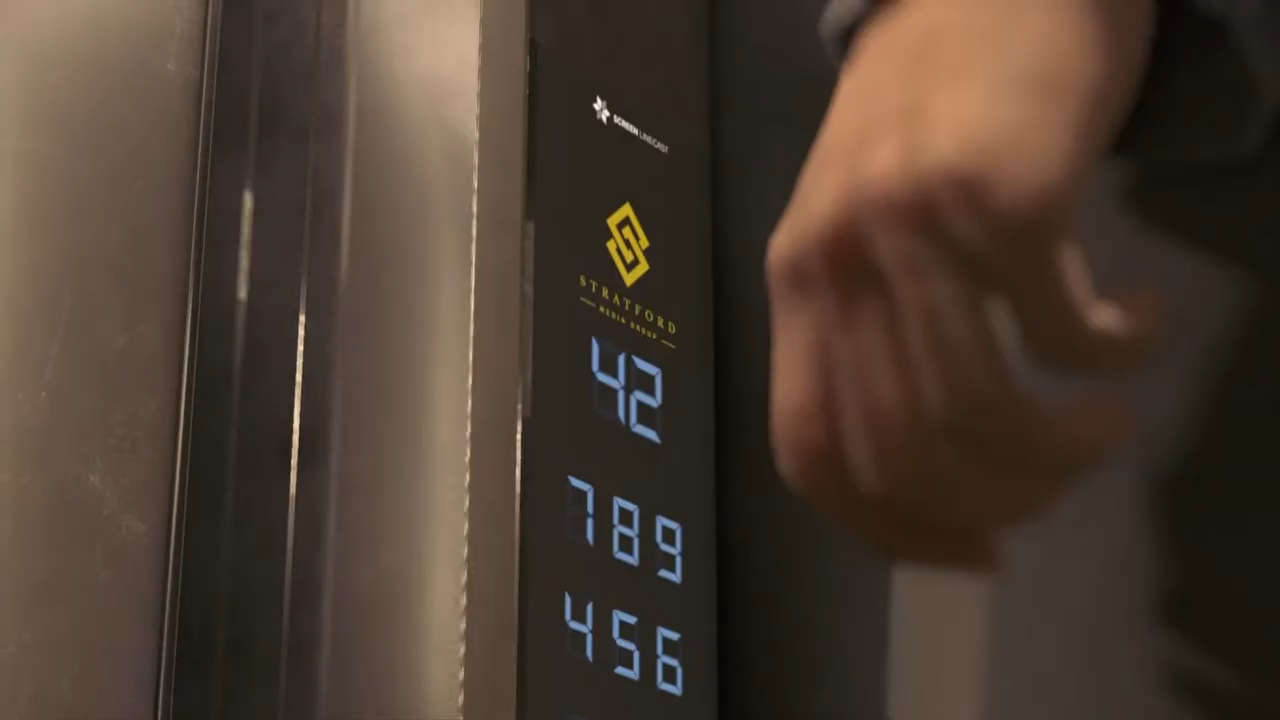 SCREEN LINECAST
STRATFORD
MEDIA GROUP
42
789
456